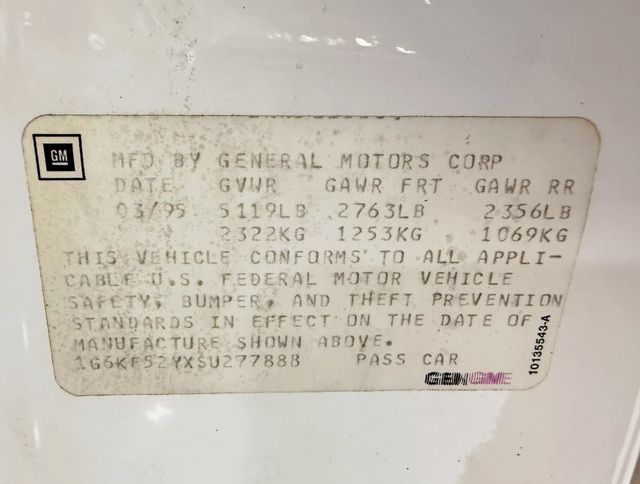 GM
MFD BY GENERAL MOTORS CORP
DATE GVWR GAWR FRT GAWR RR
03/95 5119LB 2763LB 2356LB
2322KG 1253KG 1069KG
THIS VEHICLE CONFORMS TO ALL APPLI-
CABLE U.S. FEDERAL MOTOR VEHICLE
SAFETY, BUMPER, AND THEFT PREVENTION
STANDARDS IN EFFECT ON THE DATE OF
MANUFACTURE SHOWN ABOVE.
1G6KF52YXSU277888 PASS CAR
GENUINE
10135543-A